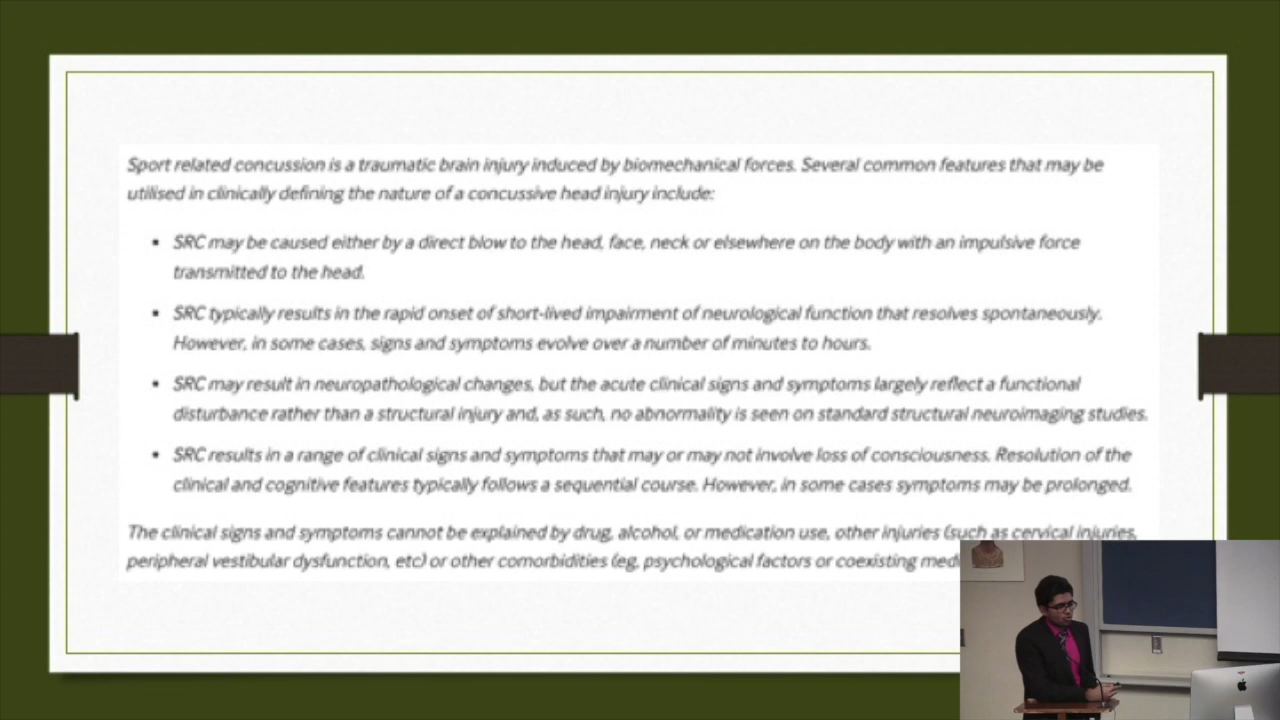 Sport related concussion is a traumatic brain injury induced by biomechanical forces. Several common features that may be
utilised in clinically defining the nature of a concussive head injury include:
▪ SRC may be caused either by a direct blow to the head, face, neck or elsewhere on the body with an impulsive force
transmitted to the head.
▪ SRC typically results in the rapid onset of short-lived impairment of neurological function that resolves spontaneously.
However, in some cases, signs and symptoms evolve over a number of minutes to hours.
▪ SRC may result in neuropathological changes, but the acute clinical signs and symptoms largely reflect a functional
disturbance rather than a structural injury and, as such, no abnormality is seen on standard structural neuroimaging studies.
▪ SRC results in a range of clinical signs and symptoms that may or may not involve loss of consciousness. Resolution of the
clinical and cognitive features typically follows a sequential course. However, in some cases symptoms may be prolonged.
The clinical signs and symptoms cannot be explained by drug, alcohol, or medication use, other injuries (such as cervical injuries,
peripheral vestibular dysfunction, etc) or other comorbidities (eg, psychological factors or coexisting